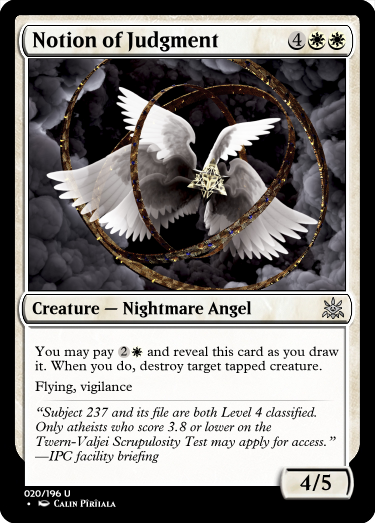 Notion of Judgment 4
Creature — Nightmare Angel
You may pay 2 and reveal this card as you draw
it. When you do, destroy target tapped creature.
Flying, vigilance
“Subject 237 and its file are both Level 4 classified.
Only atheists who score 3.8 or lower on the
Twern-Valjei Scrupulosity Test may apply for access.”
—IPC facility briefing
4/5
020/196 U
• Calin Pîrîiala